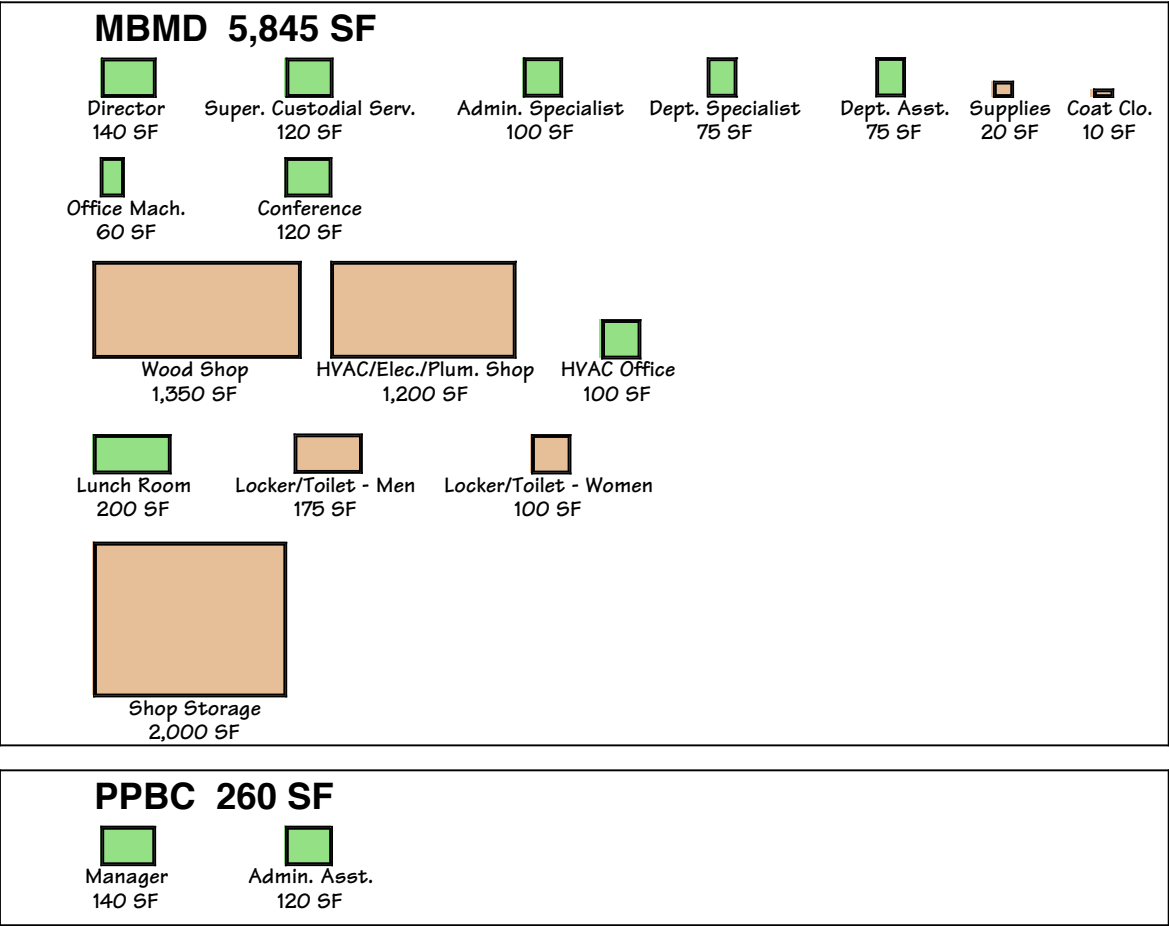 MBMD 5,845 SF
Director
140 SF
Super. Custodial Serv.
120 SF
Admin. Specialist
100 SF
Dept. Specialist
75 SF
Dept. Asst.
75 SF
Supplies
20 SF
Coat Clo.
10 SF
Office Mach.
60 SF
Conference
120 SF
Wood Shop
1,350 SF
HVAC/Elec./Plum. Shop
1,200 SF
HVAC Office
100 SF
Lunch Room
200 SF
Locker/Toilet - Men
175 SF
Locker/Toilet - Women
100 SF
Shop Storage
2,000 SF
PPBC 260 SF
Manager
140 SF
Admin. Asst.
120 SF